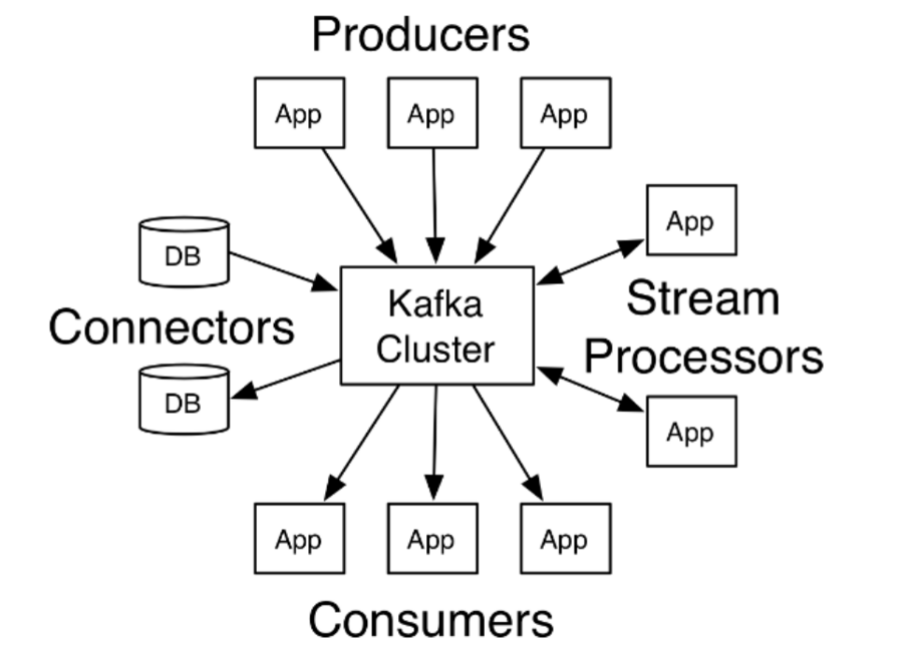 Producers
App
App
App
App
DB
Kafka
Cluster
Stream
Processors
Connectors
DB
App
App
App
App
Consumers